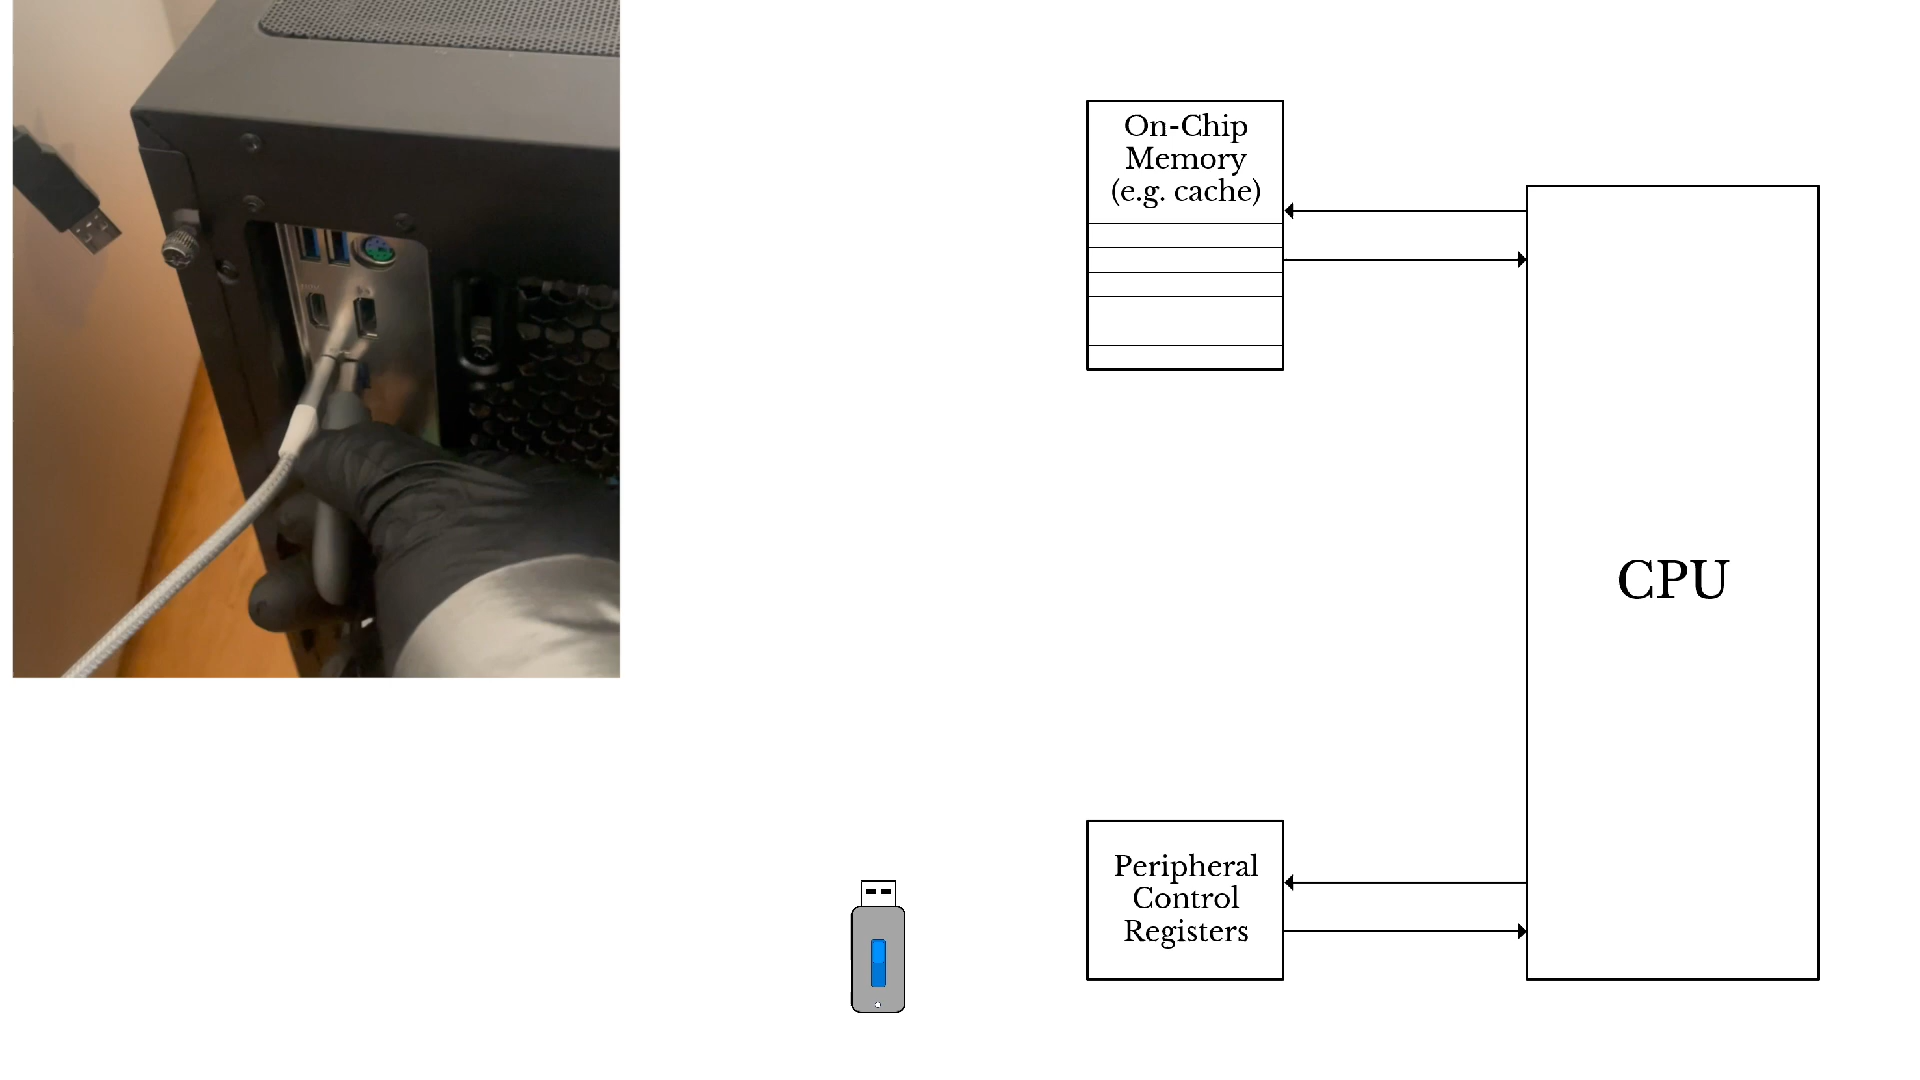 On-Chip
Memory
(e.g. cache)
CPU
Peripheral
Control
Registers